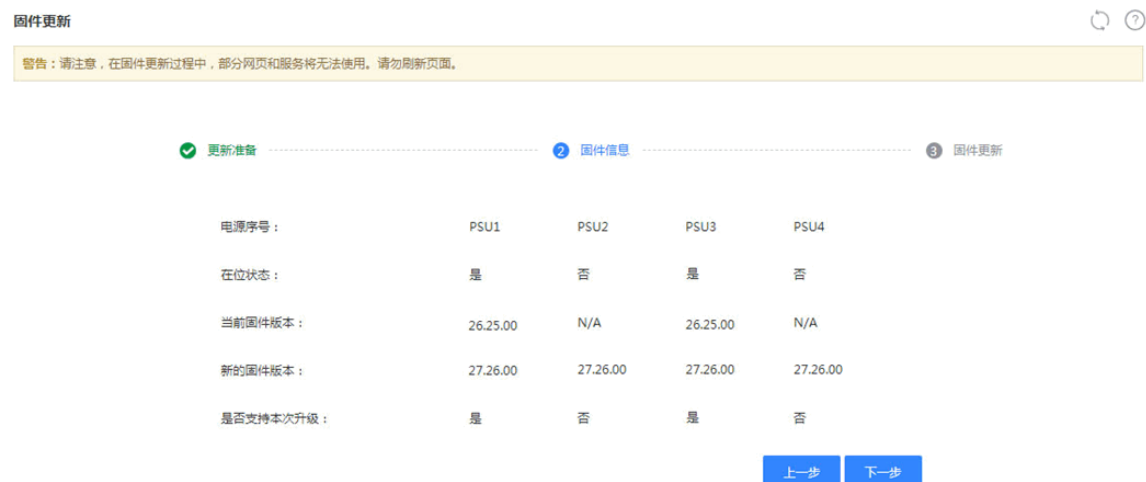 固件更新
警告：请注意，在固件更新过程中，部分网页和服务将无法使用。请勿刷新页面。
更新准备 2 固件信息 3 固件更新
电源序号： PSU1 PSU2 PSU3 PSU4
在位状态： 是 否 是 否
当前固件版本： 26.25.00 N/A 26.25.00 N/A
新的固件版本： 27.26.00 27.26.00 27.26.00 27.26.00
是否支持本次升级： 是 否 是 否
上一步 下一步